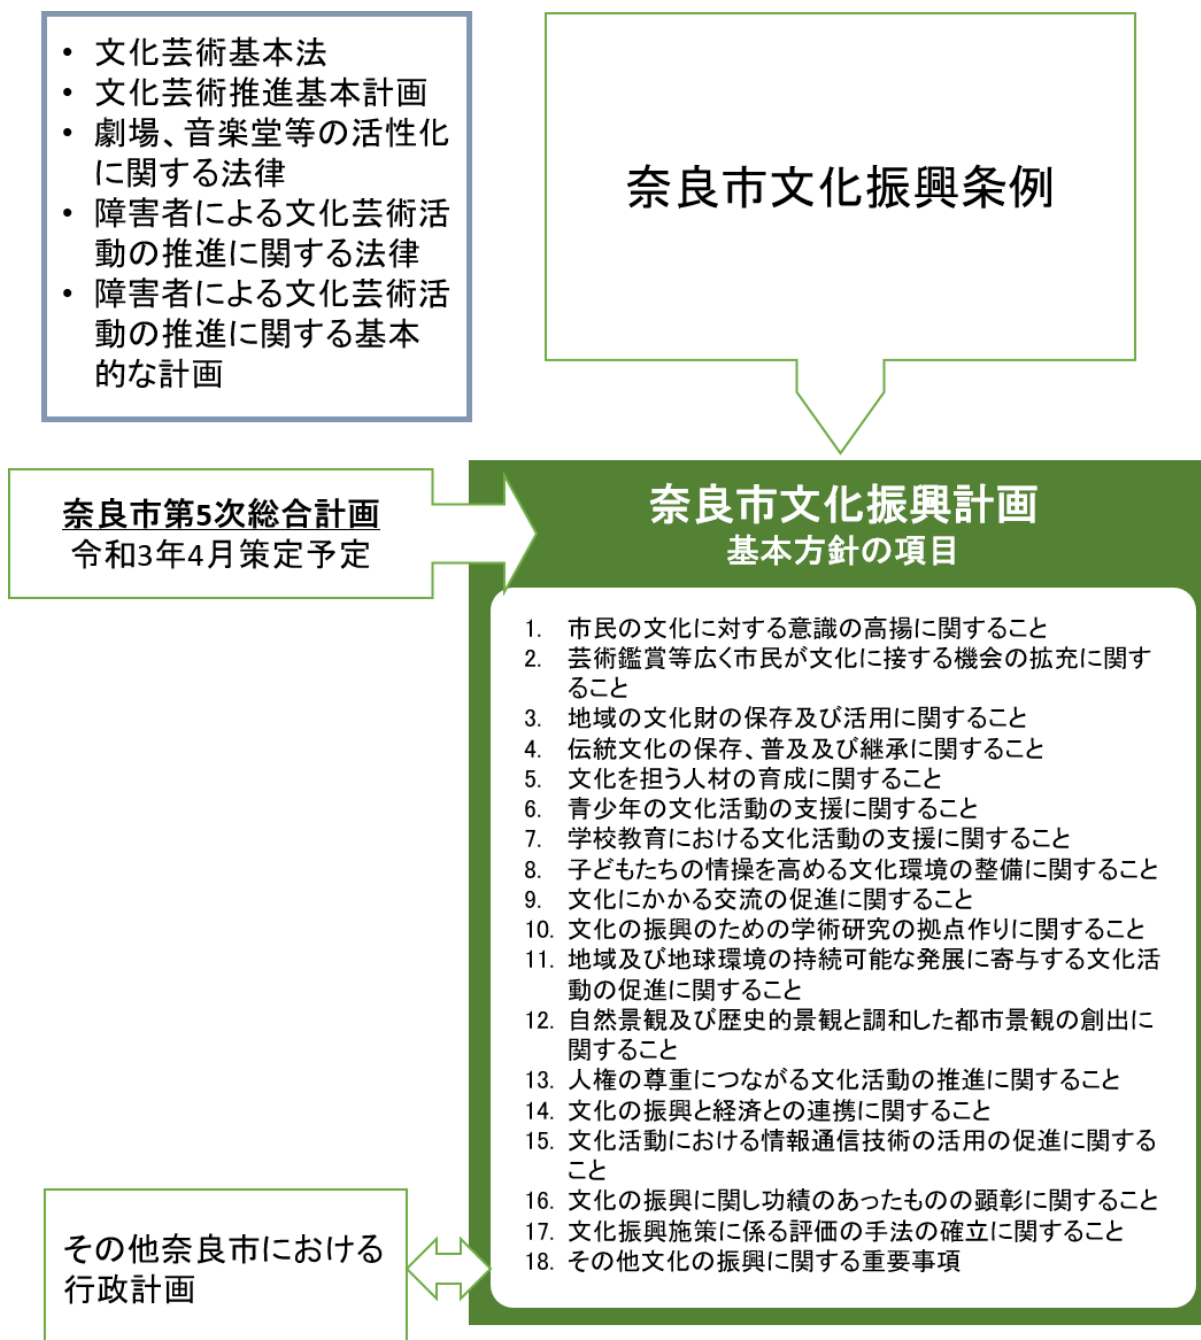 • 文化芸術基本法
• 文化芸術推進基本計画
• 劇場、音楽堂等の活性化
に関する法律
• 障害者による文化芸術活
動の推進に関する法律
• 障害者による文化芸術活
動の推進に関する基本
的な計画
奈良市文化振興条例
奈良市第5次総合計画
令和3年4月策定予定
奈良市文化振興計画
基本方針の項目
1. 市民の文化に対する意識の高揚に関すること
2. 芸術鑑賞等広く市民が文化に接する機会の拡充に関す
ること
3. 地域の文化財の保存及び活用に関すること
4. 伝統文化の保存、普及及び継承に関すること
5. 文化を担う人材の育成に関すること
6. 青少年の文化活動の支援に関すること
7. 学校教育における文化活動の支援に関すること
8. 子どもたちの情操を高める文化環境の整備に関すること
9. 文化にかかる交流の促進に関すること
10. 文化の振興のための学術研究の拠点作りに関すること
11. 地域及び地球環境の持続可能な発展に寄与する文化活
動の促進に関すること
12. 自然景観及び歴史的景観と調和した都市景観の創出に
関すること
13. 人権の尊重につながる文化活動の推進に関すること
14. 文化の振興と経済との連携に関すること
15. 文化活動における情報通信技術の活用の促進に関する
こと
16. 文化の振興に関し功績のあったものの顕彰に関すること
17. 文化振興施策に係る評価の手法の確立に関すること
18. その他文化の振興に関する重要事項
その他奈良市における
行政計画